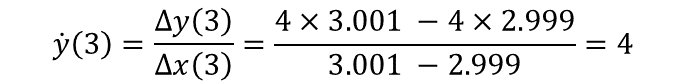 ẏ(3) = Δy(3)/Δx(3) = (4 × 3.001 − 4 × 2.999)/(3.001 − 2.999) = 4